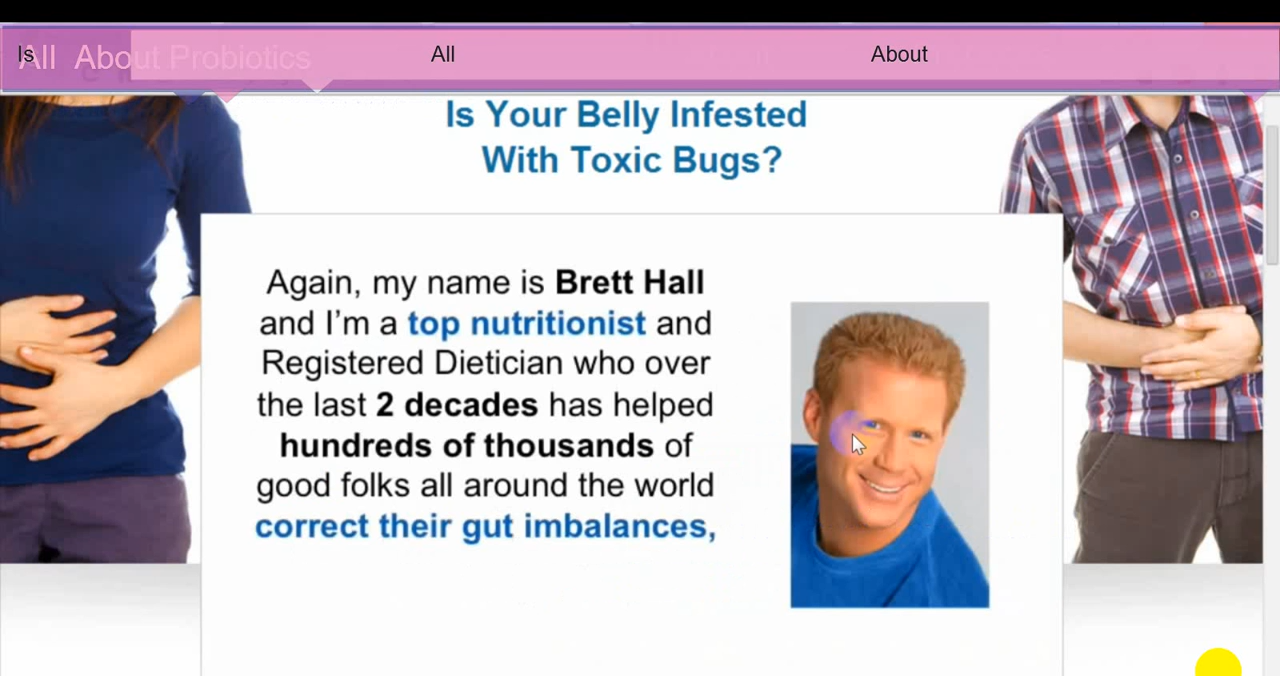 Is All About
All About Probiotics
Is Your Belly Infested
With Toxic Bugs?
Again, my name is Brett Hall
and I'm a top nutritionist and
Registered Dietician who over
the last 2 decades has helped
hundreds of thousands of
good folks all around the world
correct their gut imbalances,